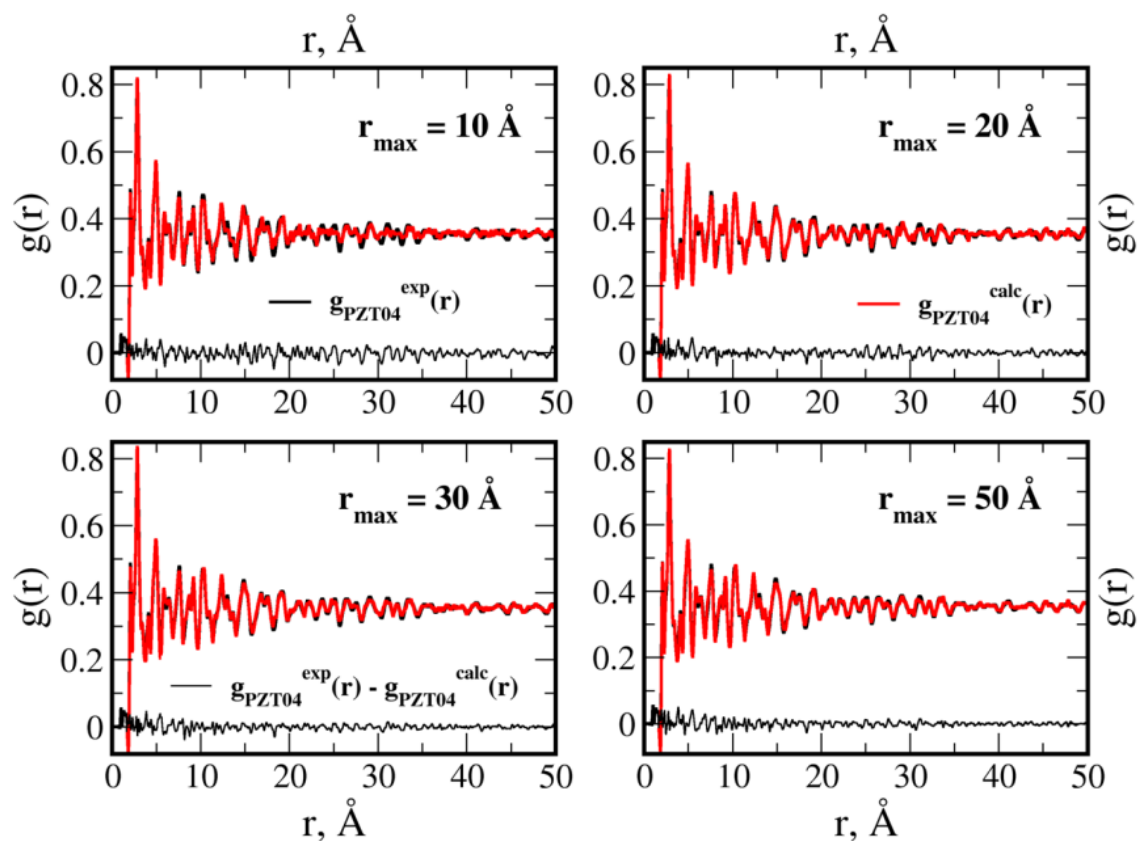 r, Å r, Å
0.8 0.8
r_max = 10 Å r_max = 20 Å
0.6 0.6
g(r) 0.4 0.4 g(r)
0.2 0.2
g_PZT04^exp(r) g_PZT04^calc(r)
0 0
0 10 20 30 40 50 0 10 20 30 40 50
0.8 0.8
r_max = 30 Å r_max = 50 Å
0.6 0.6
g(r) 0.4 0.4 g(r)
0.2 0.2
g_PZT04^exp(r) - g_PZT04^calc(r)
0 0
0 10 20 30 40 50 0 10 20 30 40 50
r, Å r, Å